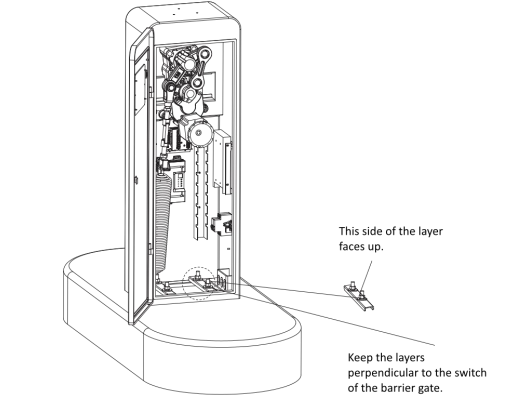 This side of the layer
faces up.
Keep the layers
perpendicular to the switch
of the barrier gate.